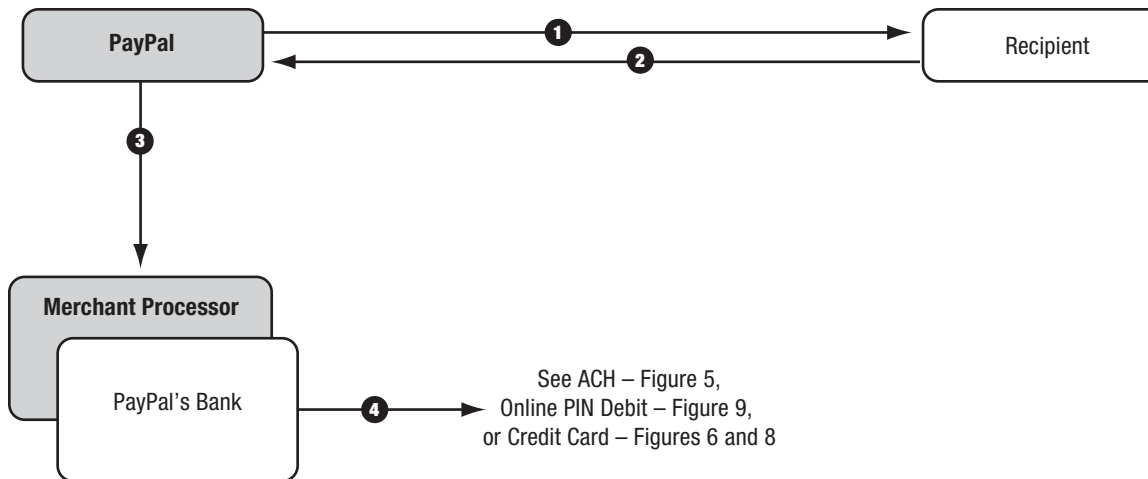 PayPal
1
Recipient
2
3
Merchant Processor
PayPal’s Bank
4
See ACH – Figure 5,
Online PIN Debit – Figure 9,
or Credit Card – Figures 6 and 8